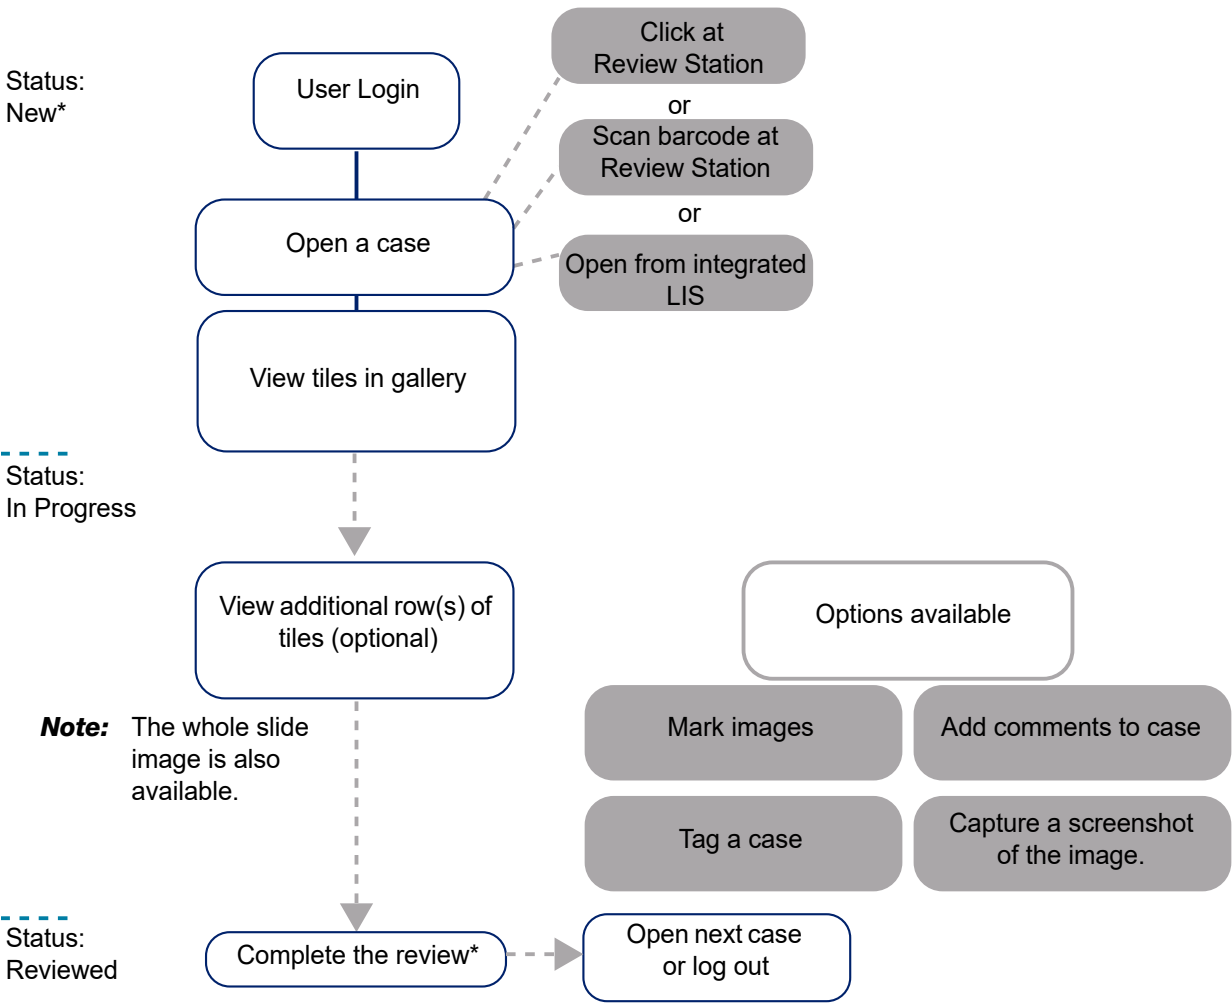 Status:
New*
User Login
Click at
Review Station
or
Scan barcode at
Review Station
or
Open from integrated
LIS
Open a case
View tiles in gallery
Status:
In Progress
View additional row(s) of
tiles (optional)
Options available
Note: The whole slide
image is also
available.
Mark images
Add comments to case
Tag a case
Capture a screenshot
of the image.
Status:
Reviewed
Complete the review*
Open next case
or log out